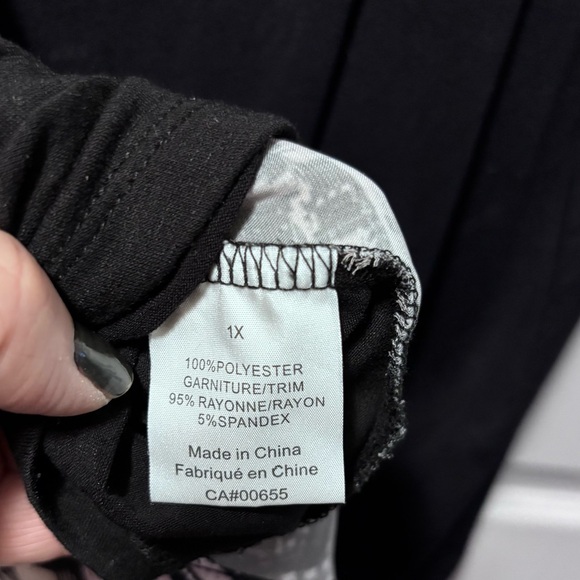 1X
100%POLYESTER
GARNITURE/TRIM
95% RAYONNE/RAYON
5%SPANDEX
Made in China
Fabriqué en Chine
CA#00655